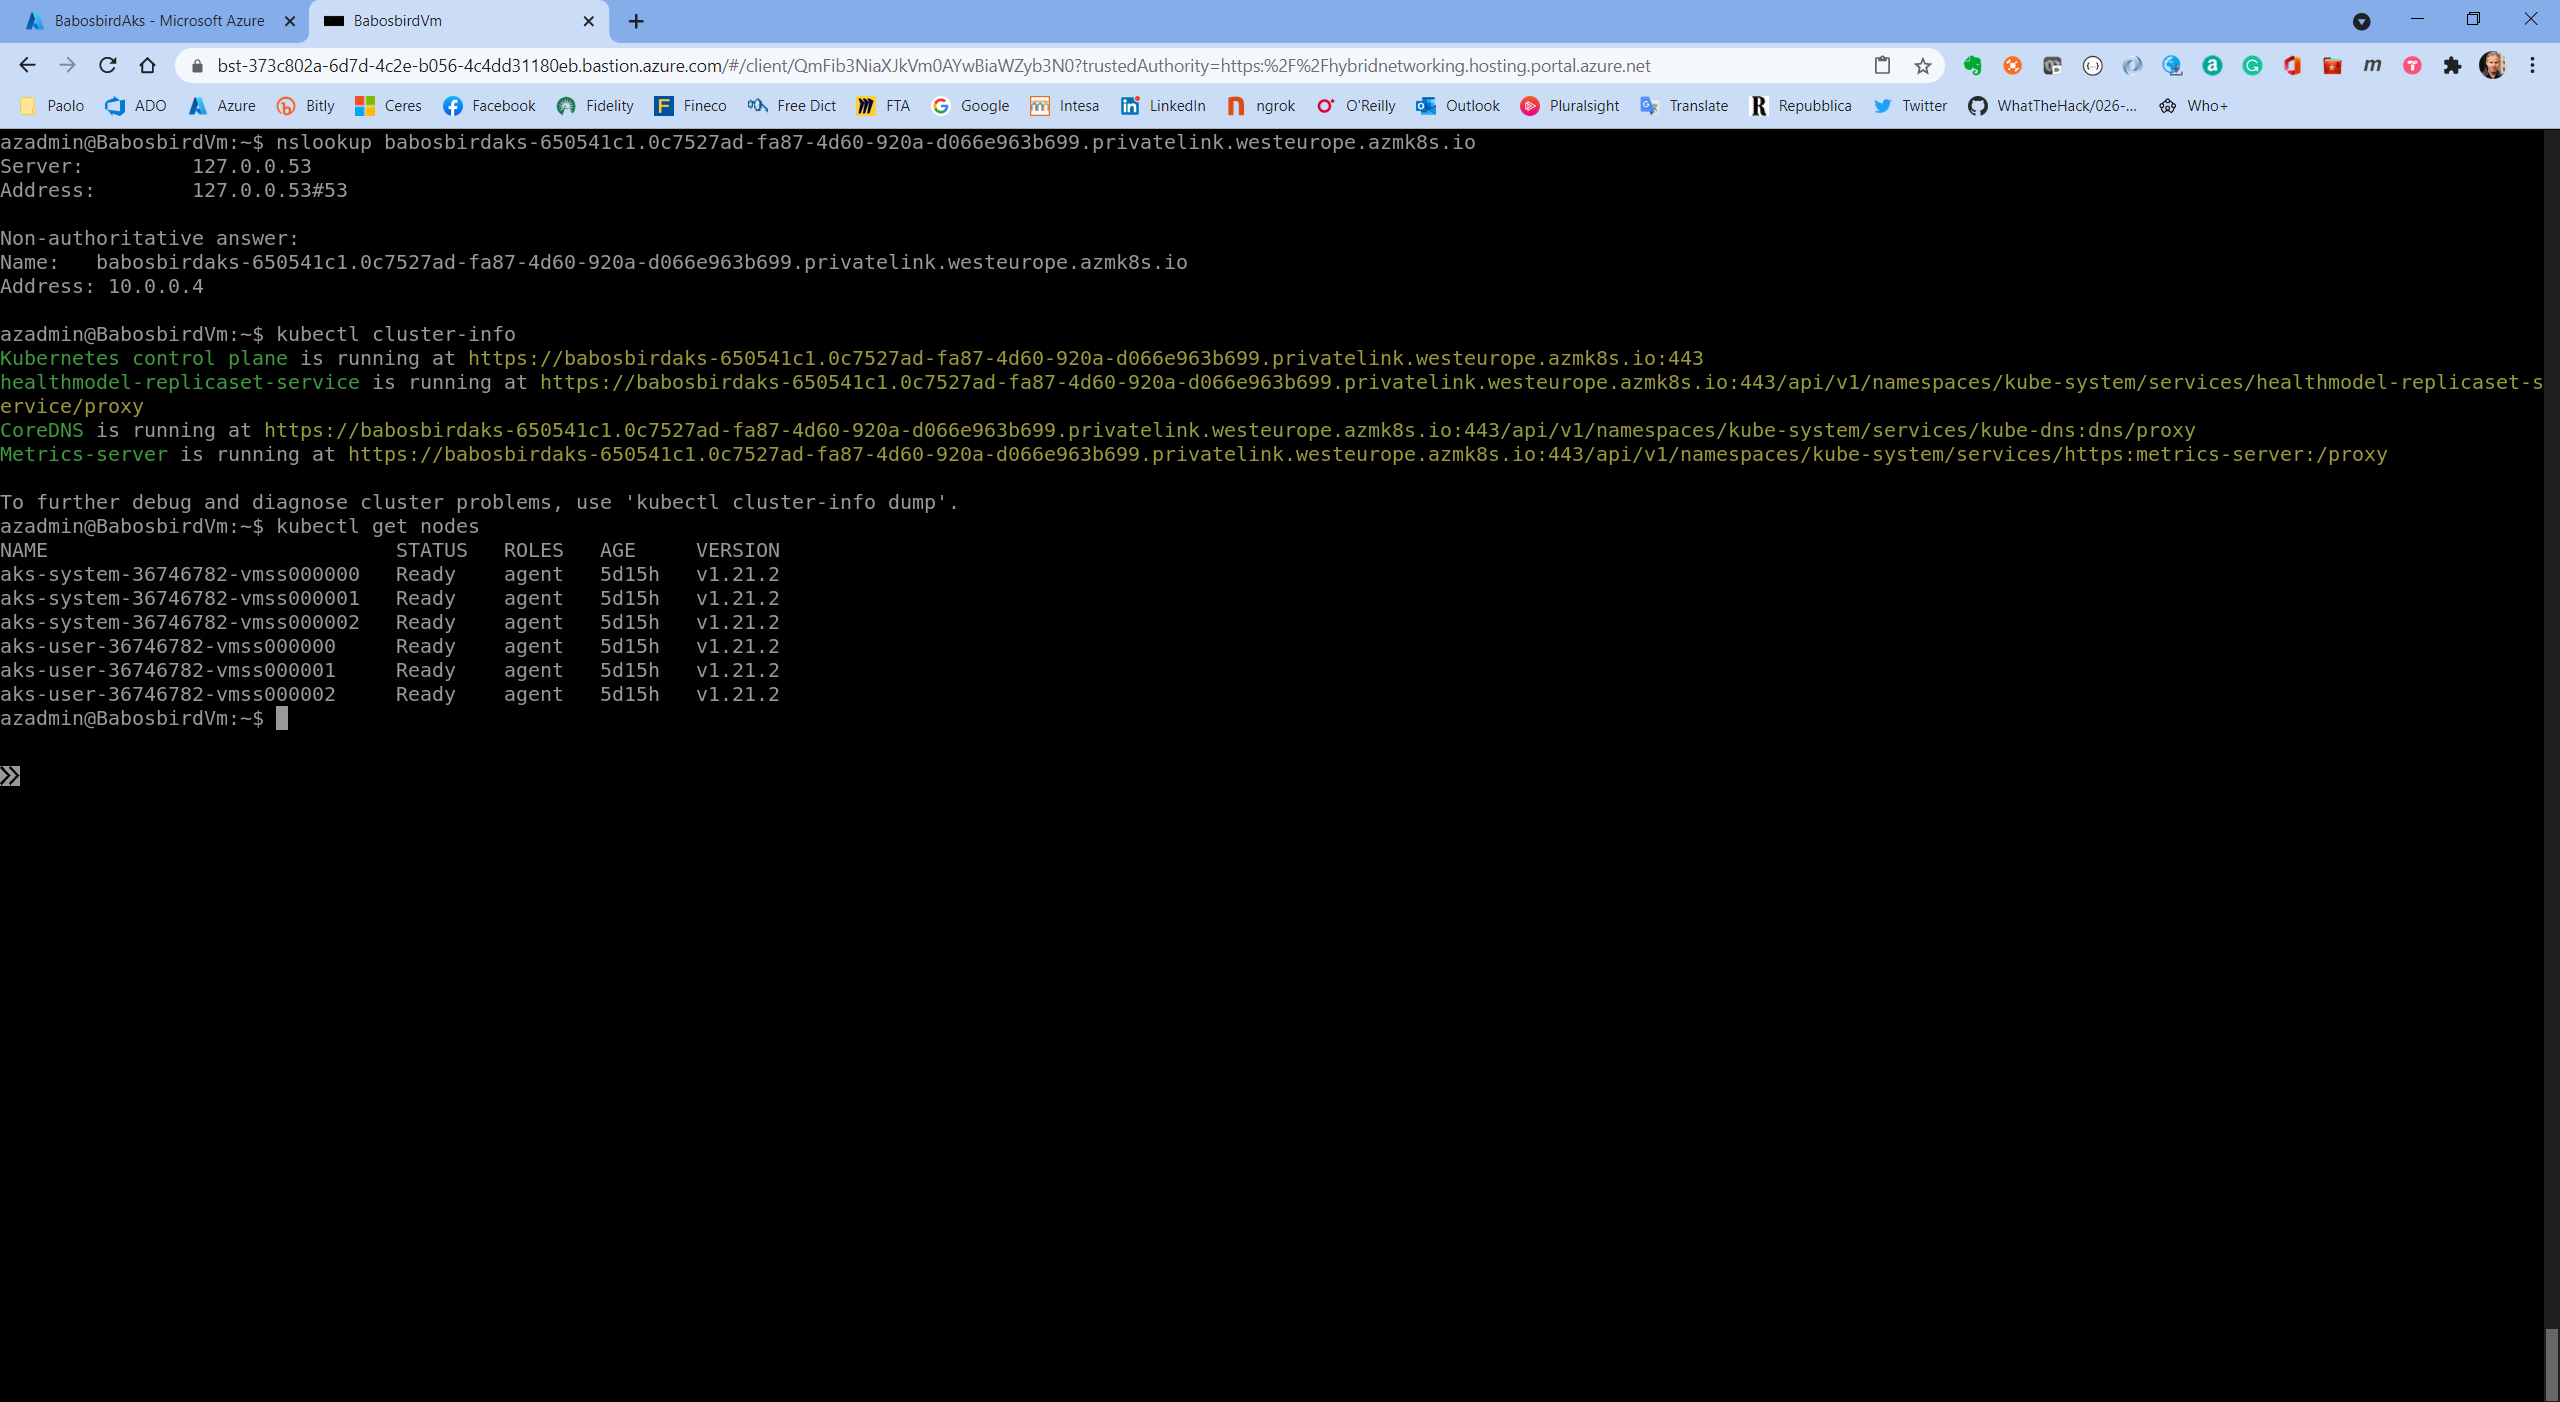 BabosbirdAks - Microsoft Azure
BabosbirdVm
bst-373c802a-6d7d-4c2e-b056-4c4dd31180eb.bastion.azure.com/#/client/QmFib3NiaXJkVm0AYwBiaWZyb3N0?trustedAuthority=https:%2F%2Fhybridnetworking.hosting.portal.azure.net
Paolo ADO Azure Bitly Ceres Facebook Fidelity Fineco Free Dict FTA Google Intesa LinkedIn ngrok O'Reilly Outlook Pluralsight Translate Repubblica Twitter WhatTheHack/026-... Who+
azadmin@BabosbirdVm:~$ nslookup babosbirdaks-650541c1.0c7527ad-fa87-4d60-920a-d066e963b699.privatelink.westeurope.azmk8s.io
Server:         127.0.0.53
Address:        127.0.0.53#53
Non-authoritative answer:
Name:   babosbirdaks-650541c1.0c7527ad-fa87-4d60-920a-d066e963b699.privatelink.westeurope.azmk8s.io
Address: 10.0.0.4
azadmin@BabosbirdVm:~$ kubectl cluster-info
Kubernetes control plane is running at https://babosbirdaks-650541c1.0c7527ad-fa87-4d60-920a-d066e963b699.privatelink.westeurope.azmk8s.io:443
healthmodel-replicaset-service is running at https://babosbirdaks-650541c1.0c7527ad-fa87-4d60-920a-d066e963b699.privatelink.westeurope.azmk8s.io:443/api/v1/namespaces/kube-system/services/healthmodel-replicaset-s
ervice/proxy
CoreDNS is running at https://babosbirdaks-650541c1.0c7527ad-fa87-4d60-920a-d066e963b699.privatelink.westeurope.azmk8s.io:443/api/v1/namespaces/kube-system/services/kube-dns:dns/proxy
Metrics-server is running at https://babosbirdaks-650541c1.0c7527ad-fa87-4d60-920a-d066e963b699.privatelink.westeurope.azmk8s.io:443/api/v1/namespaces/kube-system/services/https:metrics-server:/proxy
To further debug and diagnose cluster problems, use 'kubectl cluster-info dump'.
azadmin@BabosbirdVm:~$ kubectl get nodes
NAME                             STATUS   ROLES   AGE     VERSION
aks-system-36746782-vmss000000   Ready    agent   5d15h   v1.21.2
aks-system-36746782-vmss000001   Ready    agent   5d15h   v1.21.2
aks-system-36746782-vmss000002   Ready    agent   5d15h   v1.21.2
aks-user-36746782-vmss000000     Ready    agent   5d15h   v1.21.2
aks-user-36746782-vmss000001     Ready    agent   5d15h   v1.21.2
aks-user-36746782-vmss000002     Ready    agent   5d15h   v1.21.2
azadmin@BabosbirdVm:~$